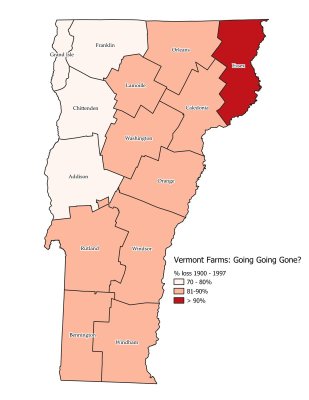 Franklin
Orleans
Essex
Grand Isle
Lamoille
Chittenden
Caledonia
Washington
Addison
Orange
Rutland
Windsor
Vermont Farms: Going Going Gone?
% loss 1900 - 1997
70 - 80%
81-90%
> 90%
Bennington
Windham